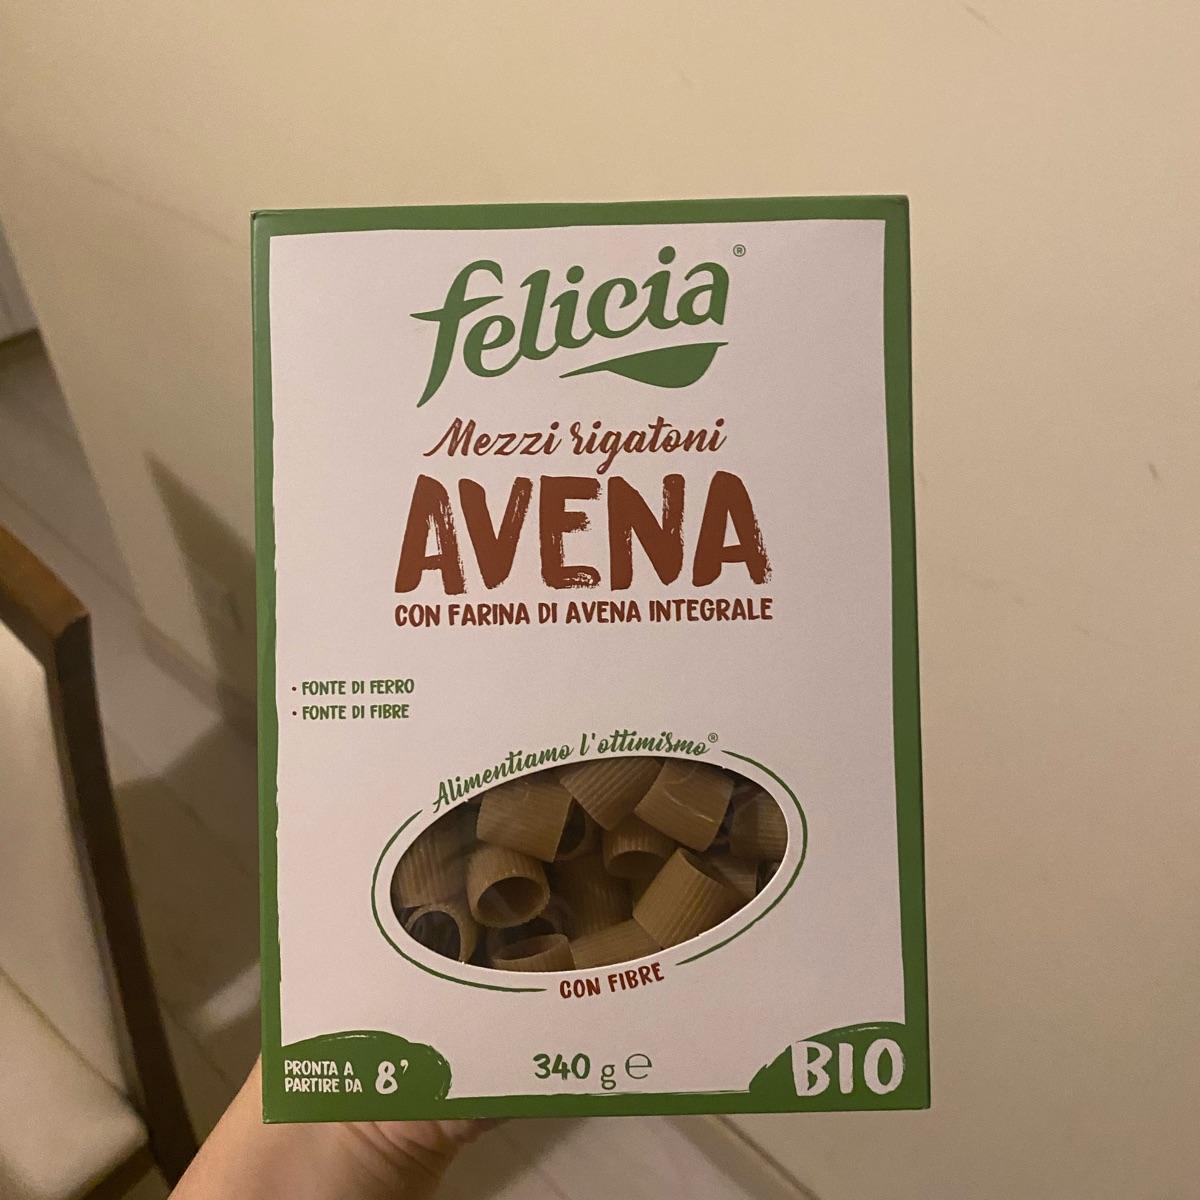 felicia®
Mezzi rigatoni
AVENA
CON FARINA DI AVENA INTEGRALE
• FONTE DI FERRO
• FONTE DI FIBRE
Alimentiamo l'ottimismo®
CON FIBRE
PRONTA A
PARTIRE DA 8’
340 g ℮
BIO